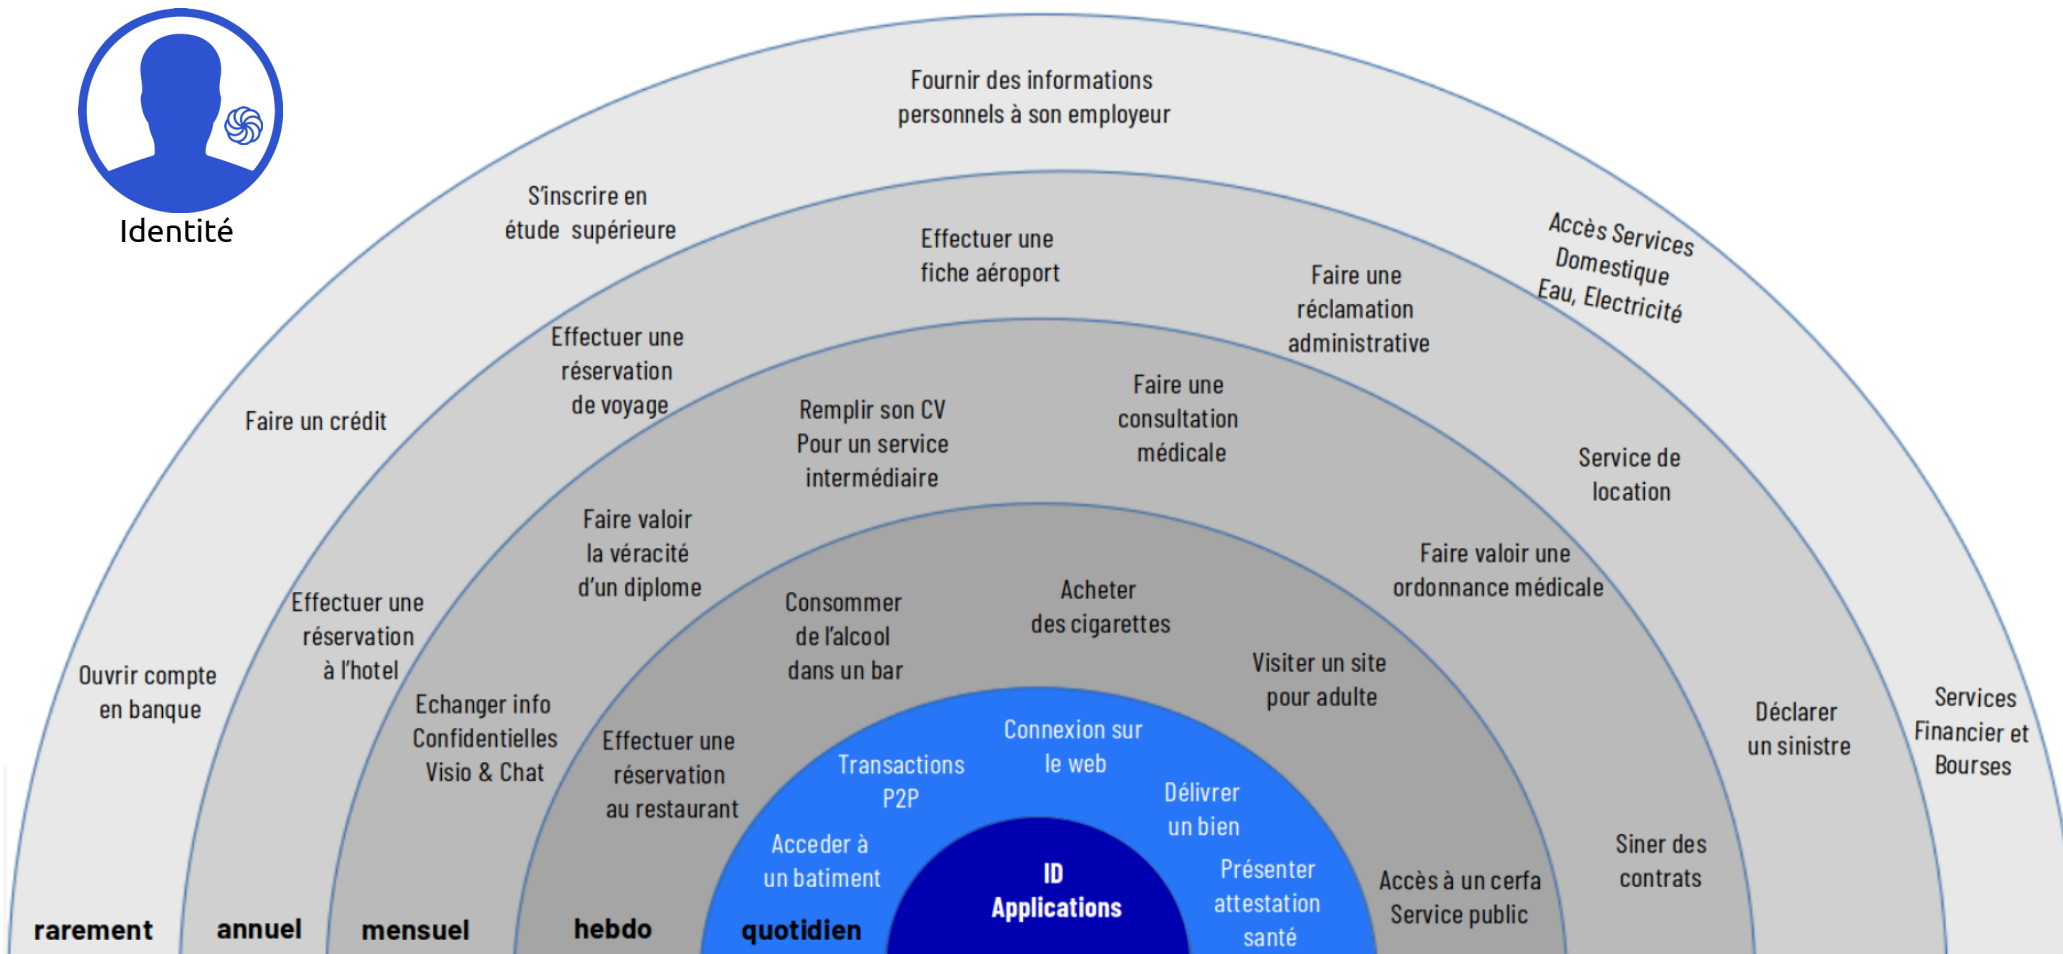 Identité
Fournir des informations
personnels à son employeur
S'inscrire en
étude supérieure
Accès Services
Domestique
Eau, Electricité
Faire un crédit
Ouvrir compte
en banque
Services
Financier et
Bourses
rarement
Effectuer une
fiche aéroport
Faire une
réclamation
administrative
Effectuer une
réservation
de voyage
Service de
location
Effectuer une
réservation
à l'hotel
Déclarer
un sinistre
annuel
Faire une
consultation
médicale
Remplir son CV
Pour un service
intermédiaire
Faire valoir
la véracité
d'un diplome
Faire valoir une
ordonnance médicale
Echanger info
Confidentielles
Visio & Chat
Siner des
contrats
mensuel
Acheter
des cigarettes
Consommer
de l'alcool
dans un bar
Visiter un site
pour adulte
Effectuer une
réservation
au restaurant
Accès à un cerfa
Service public
hebdo
Connexion sur
le web
Transactions
P2P
Délivrer
un bien
Acceder à
un batiment
Présenter
attestation
santé
quotidien
ID
Applications